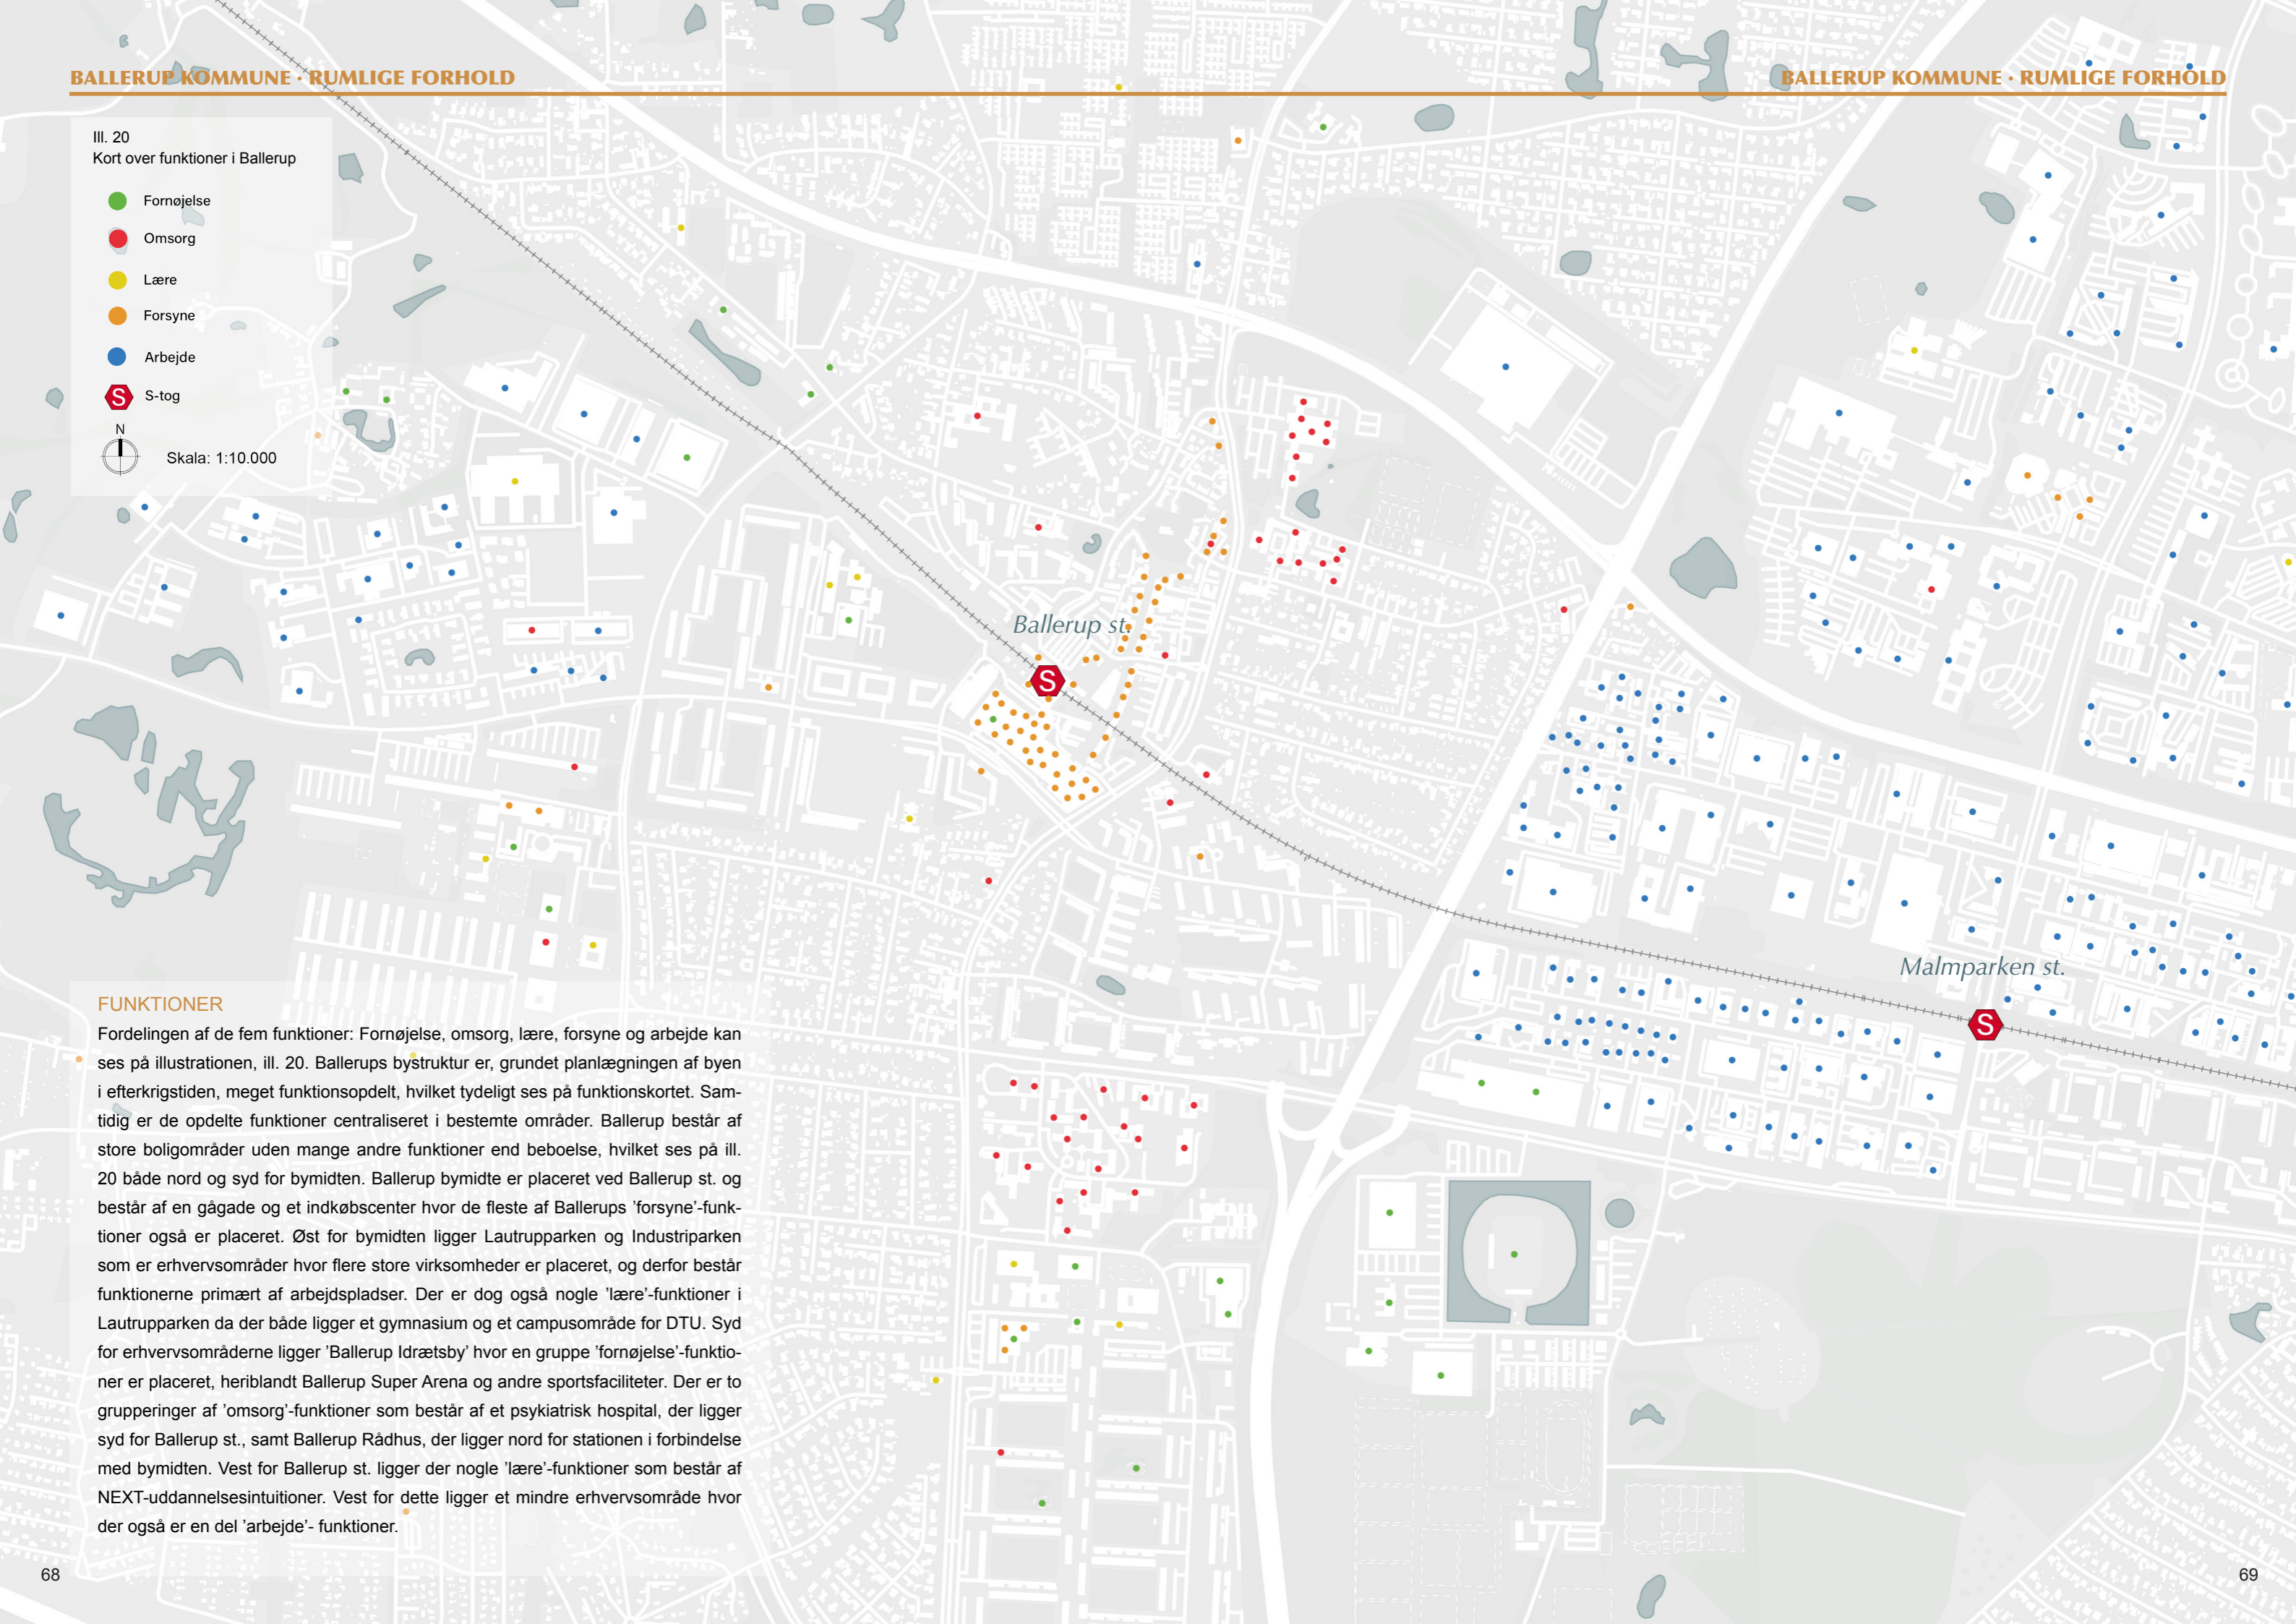 BALLERUP KOMMUNE · RUMLIGE FORHOLD
BALLERUP KOMMUNE · RUMLIGE FORHOLD
Ill. 20
Kort over funktioner i Ballerup
Fornøjelse
Omsorg
Lære
Forsyne
Arbejde
S
S-tog
N
Skala: 1:10.000
Ballerup st.
S
Malmparken st.
S
FUNKTIONER
Fordelingen af de fem funktioner: Fornøjelse, omsorg, lære, forsyne og arbejde kan
ses på illustrationen, ill. 20. Ballerups bystruktur er, grundet planlægningen af byen
i efterkrigstiden, meget funktionsopdelt, hvilket tydeligt ses på funktionskortet. Sam-
tidig er de opdelte funktioner centraliseret i bestemte områder. Ballerup består af
store boligområder uden mange andre funktioner end beboelse, hvilket ses på ill.
20 både nord og syd for bymidten. Ballerup bymidte er placeret ved Ballerup st. og
består af en gågade og et indkøbscenter hvor de fleste af Ballerups ’forsyne’-funk-
tioner også er placeret. Øst for bymidten ligger Lautrupparken og Industriparken
som er erhvervsområder hvor flere store virksomheder er placeret, og derfor består
funktionerne primært af arbejdspladser. Der er dog også nogle ’lære’-funktioner i
Lautrupparken da der både ligger et gymnasium og et campusområde for DTU. Syd
for erhvervsområderne ligger ’Ballerup Idrætsby’ hvor en gruppe ’fornøjelse’-funktio-
ner er placeret, heriblandt Ballerup Super Arena og andre sportsfaciliteter. Der er to
grupperinger af ’omsorg’-funktioner som består af et psykiatrisk hospital, der ligger
syd for Ballerup st., samt Ballerup Rådhus, der ligger nord for stationen i forbindelse
med bymidten. Vest for Ballerup st. ligger der nogle ’lære’-funktioner som består af
NEXT-uddannelsesintuitioner. Vest for dette ligger et mindre erhvervsområde hvor
der også er en del ’arbejde’- funktioner.
68
69